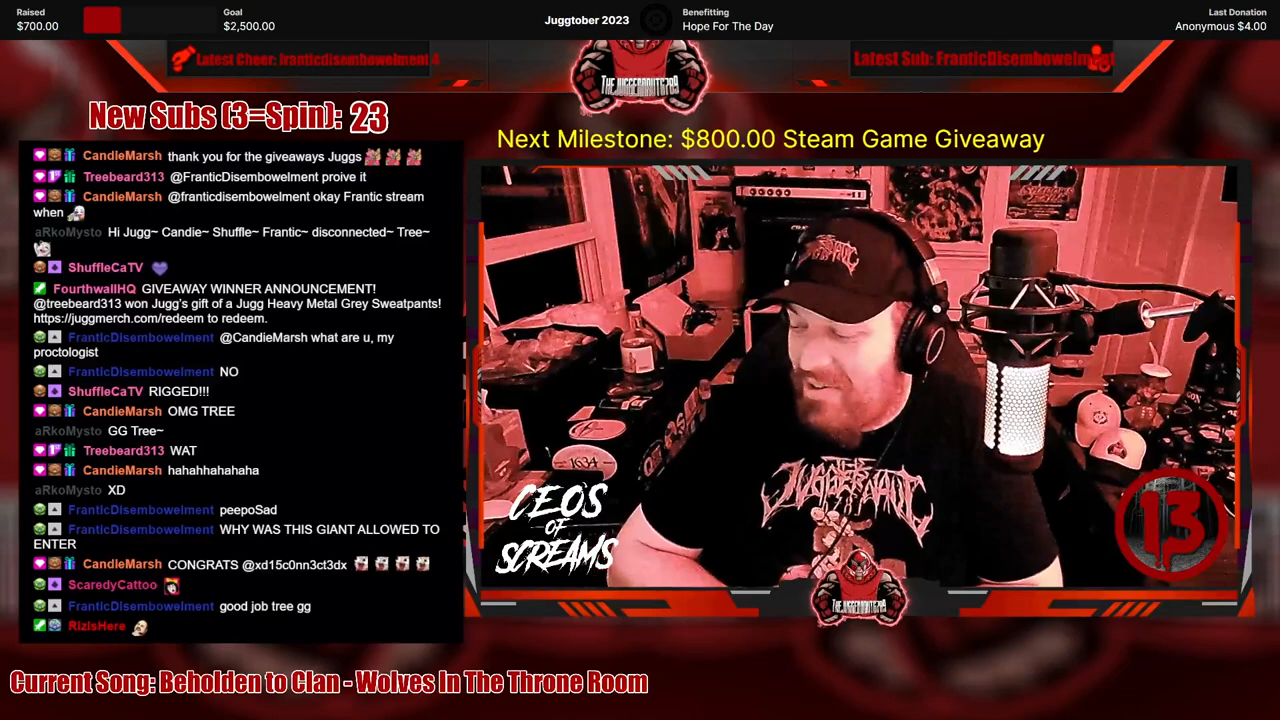 Raised
$700.00
Goal
$2,500.00
Juggtober 2023
Benefitting
Hope For The Day
Last Donation
Anonymous $4.00
Latest Cheer: franticdisembowelment 4
THEJUGGERNAUT6789
Latest Sub: FranticDisembowelment
New Subs (3=Spin): 23
Next Milestone: $800.00 Steam Game Giveaway
CandieMarsh thank you for the giveaways Juggs
Treebeard313 @FranticDisembowelment proive it
CandieMarsh @franticdisembowelment okay Frantic stream
when
aRkoMysto Hi Jugg~ Candie~ Shuffle~ Frantic~ disconnected~ Tree~
ShuffleCaTV
FourthwallHQ GIVEAWAY WINNER ANNOUNCEMENT!
@treebeard313 won Jugg's gift of a Jugg Heavy Metal Grey Sweatpants!
https://juggmerch.com/redeem to redeem.
FranticDIsembowelment @CandieMarsh what are u, my
proctologist
FranticDIsembowelment NO
ShuffleCaTV RIGGED!!!
CandieMarsh OMG TREE
aRkoMysto GG Tree~
Treebeard313 WAT
CandieMarsh hahahhahahaha
aRkoMysto XD
FranticDIsembowelment peepoSad
FranticDIsembowelment WHY WAS THIS GIANT ALLOWED TO
ENTER
CandieMarsh CONGRATS @xd15c0nn3ct3dx
ScaredyCattoo
FranticDIsembowelment good job tree gg
RizIsHere
1634
THE
JUGGERNAUT
CEO'S
OF
SCREAMS
13
THEJUGGERNAUT6789
Current Song: Beholden to Clan - Wolves In The Throne Room